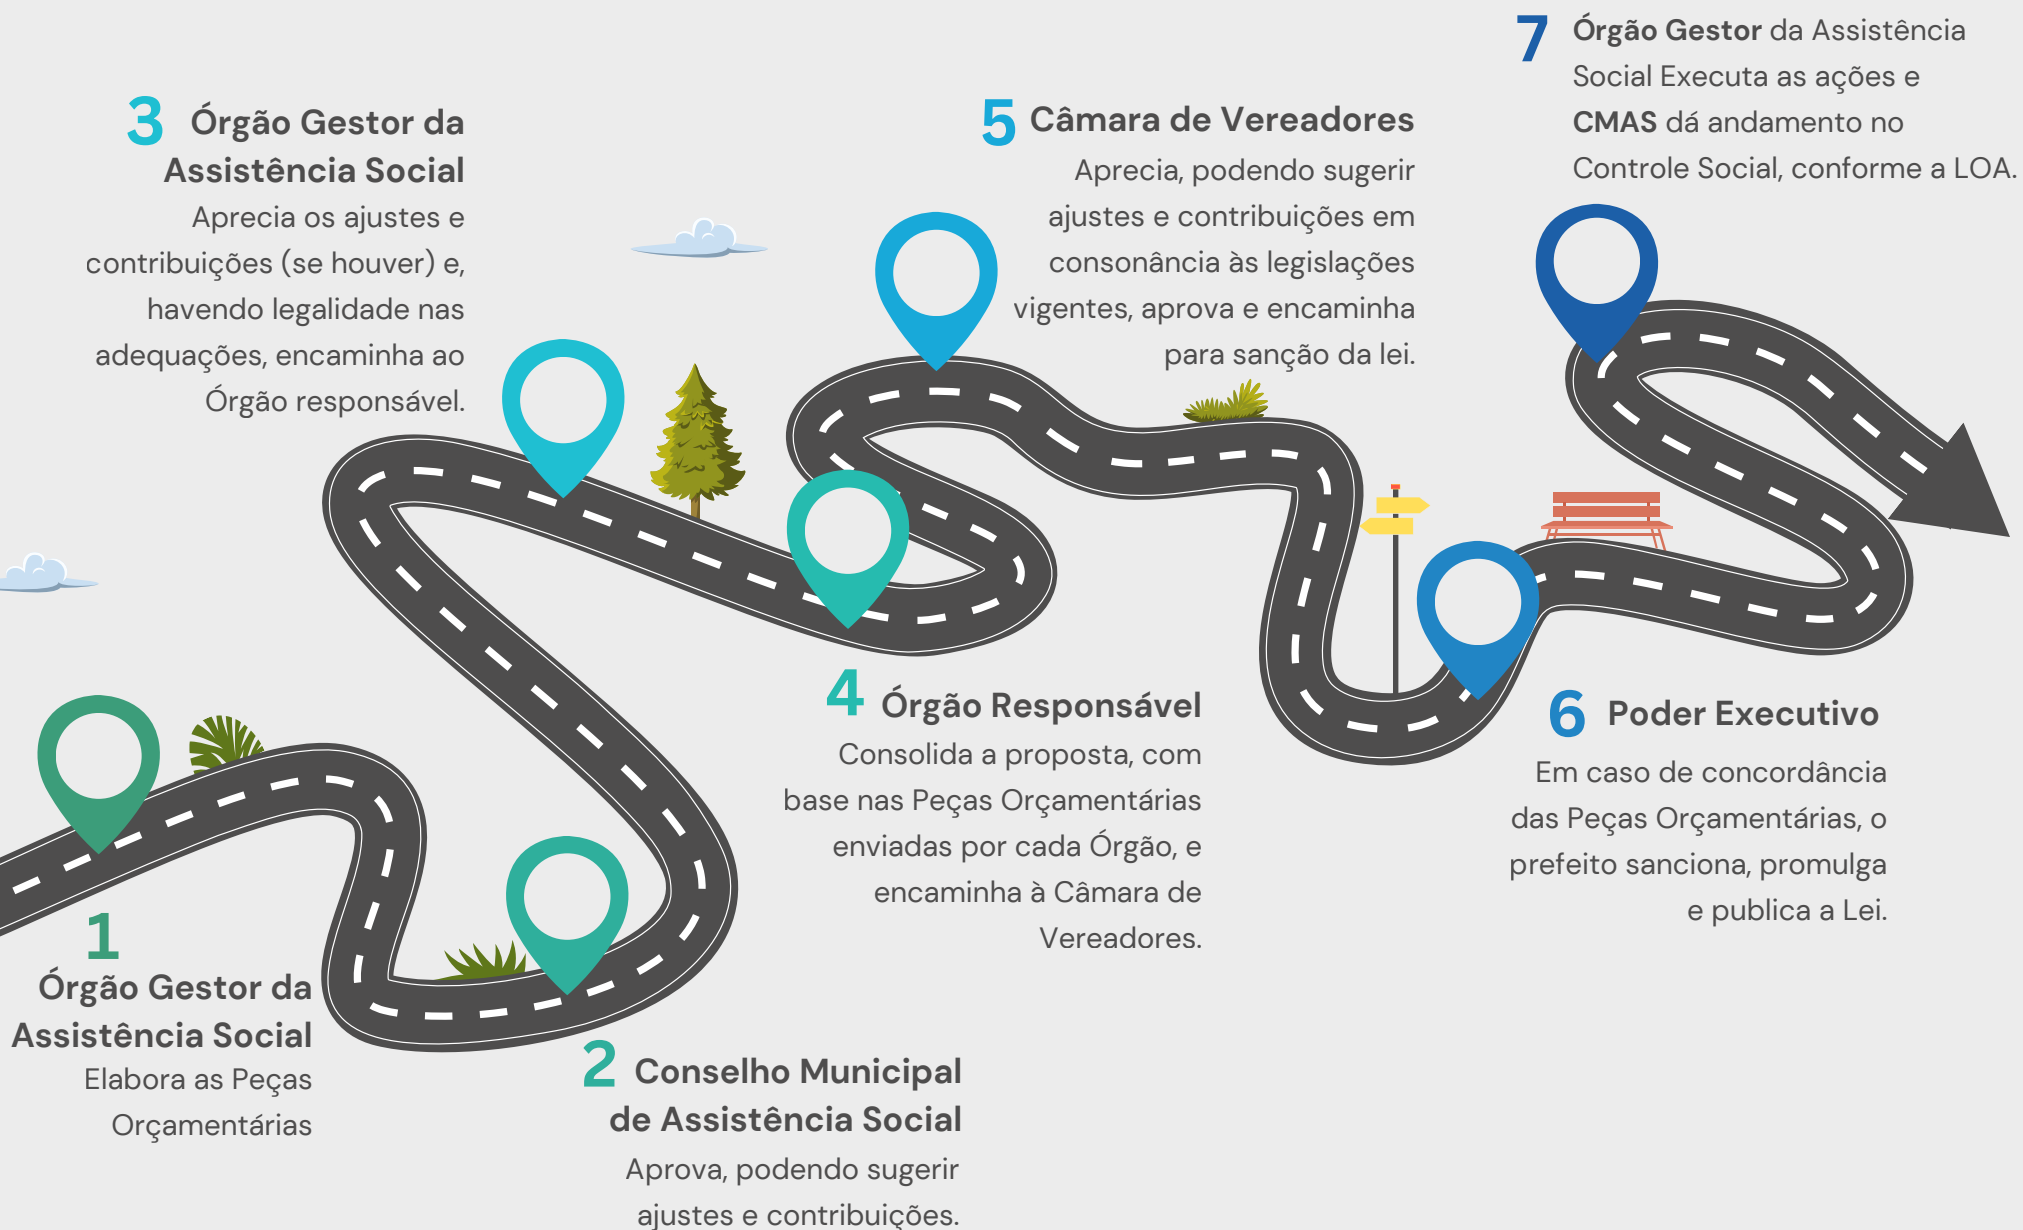 1
Órgão Gestor da
Assistência Social
Elabora as Peças
Orçamentárias
2 Conselho Municipal
de Assistência Social
Aprova, podendo sugerir
ajustes e contribuições.
3 Órgão Gestor da
Assistência Social
Aprecia os ajustes e
contribuições (se houver) e,
havendo legalidade nas
adequações, encaminha ao
Órgão responsável.
4 Órgão Responsável
Consolida a proposta, com
base nas Peças Orçamentárias
enviadas por cada Órgão, e
encaminha à Câmara de
Vereadores.
5 Câmara de Vereadores
Aprecia, podendo sugerir
ajustes e contribuições em
consonância às legislações
vigentes, aprova e encaminha
para sanção da lei.
6 Poder Executivo
Em caso de concordância
das Peças Orçamentárias, o
prefeito sanciona, promulga
e publica a Lei.
7 Órgão Gestor da Assistência
Social Executa as ações e
CMAS dá andamento no
Controle Social, conforme a LOA.